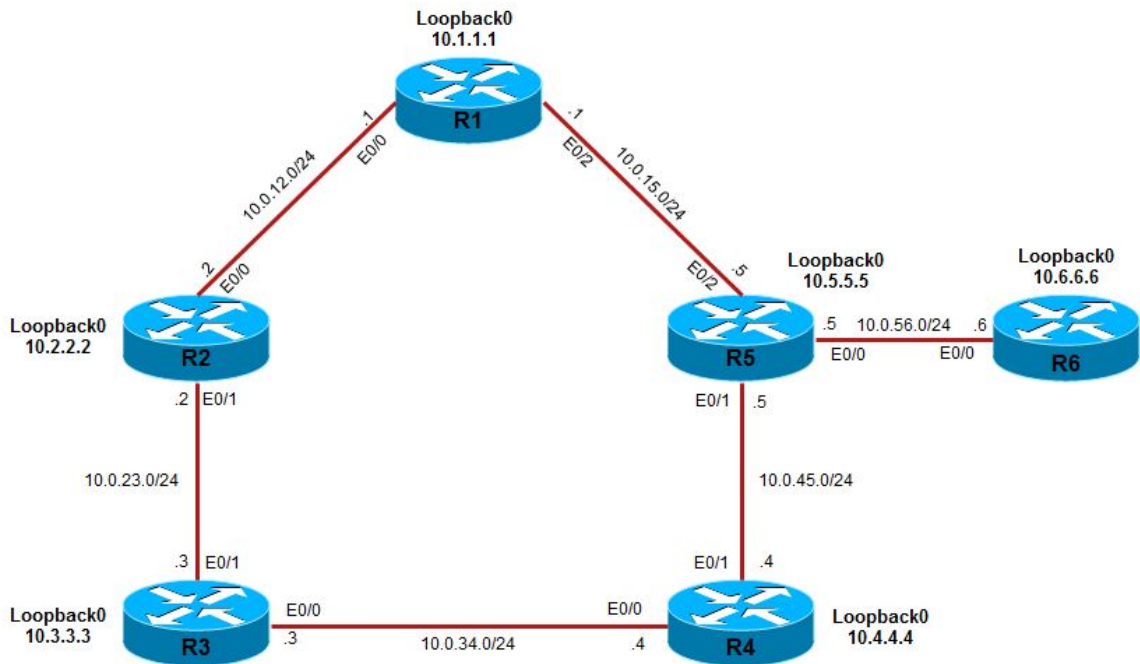 Loopback0
10.1.1.1
R1
.1
E0/0
.1
E0/2
10.0.12.0/24
10.0.15.0/24
.2
E0/0
.5
E0/2
Loopback0
10.5.5.5
Loopback0
10.6.6.6
Loopback0
10.2.2.2
R2
R5
.5
10.0.56.0/24
.6
E0/0
E0/0
R6
.2
E0/1
E0/1
.5
10.0.23.0/24
10.0.45.0/24
.3
E0/1
E0/1
.4
Loopback0
10.3.3.3
R3
E0/0
.3
10.0.34.0/24
E0/0
.4
R4
Loopback0
10.4.4.4